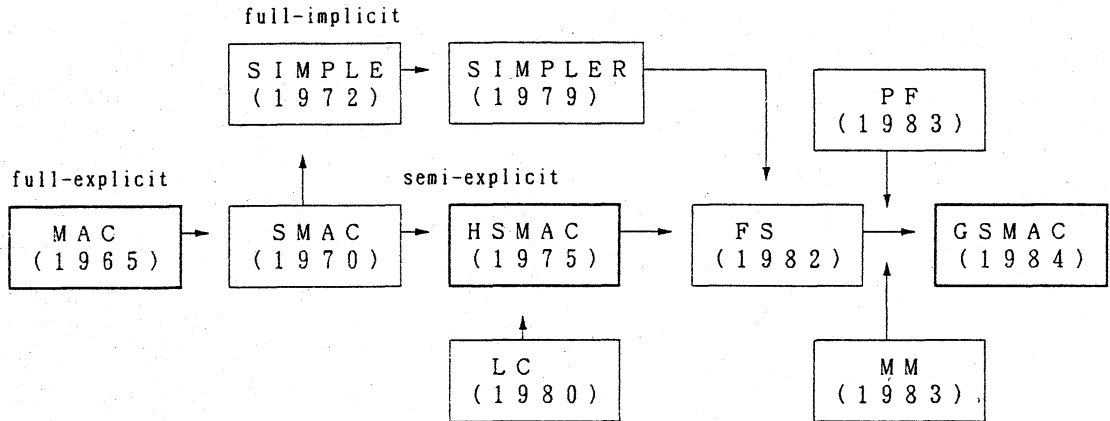 full-implicit
SIMPLE
(1972)
SIMPLER
(1979)
PF
(1983)
full-explicit
semi-explicit
MAC
(1965)
SMAC
(1970)
HSMAC
(1975)
FS
(1982)
GSMAC
(1984)
LC
(1980)
MM
(1983)